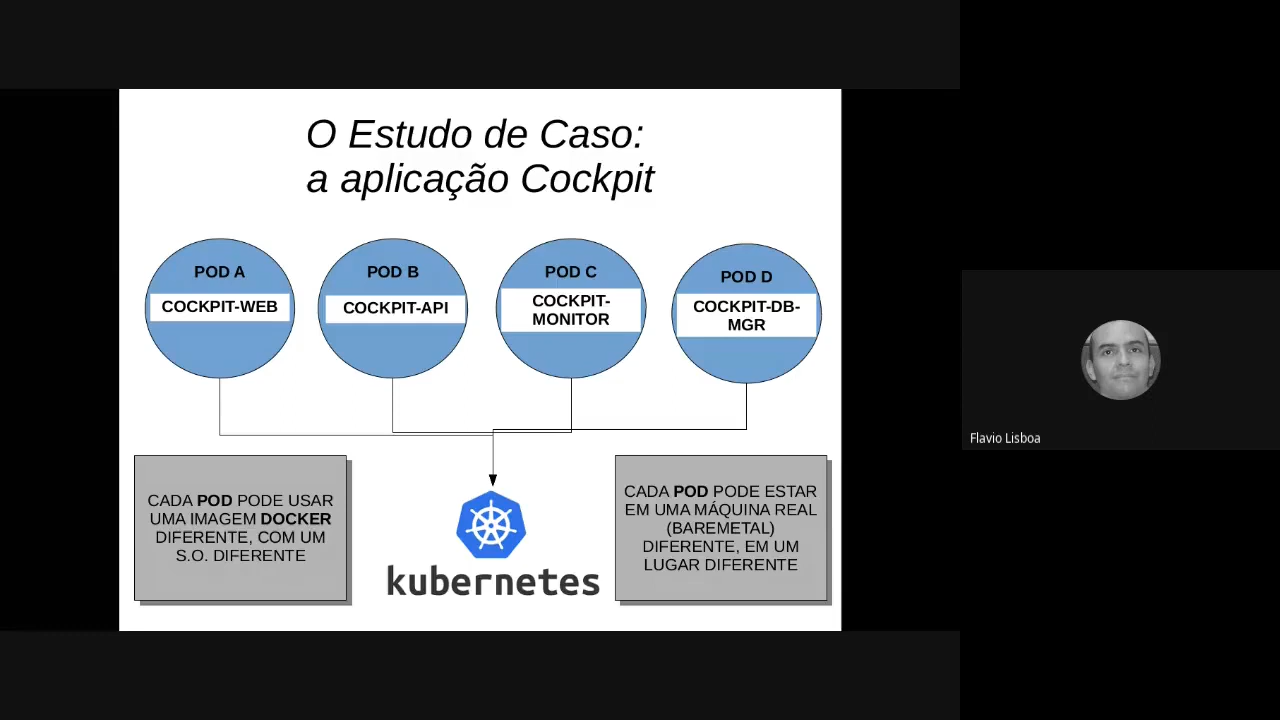 O Estudo de Caso:
a aplicação Cockpit
POD A
COCKPIT-WEB
POD B
COCKPIT-API
POD C
COCKPIT-
MONITOR
POD D
COCKPIT-DB-
MGR
CADA POD PODE USAR
UMA IMAGEM DOCKER
DIFERENTE, COM UM
S.O. DIFERENTE
kubernetes
CADA POD PODE ESTAR
EM UMA MÁQUINA REAL
(BAREMETAL)
DIFERENTE, EM UM
LUGAR DIFERENTE
Flavio Lisboa